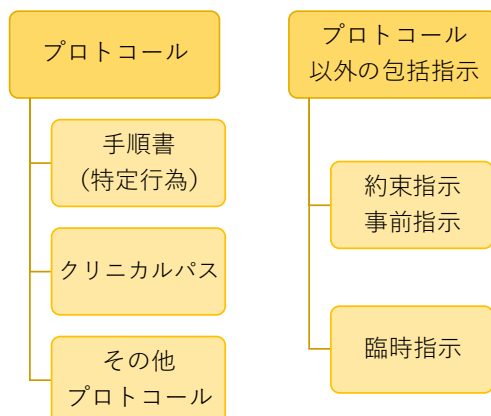 プロトコール
手順書
（特定行為）
クリニカルパス
その他
プロトコール
プロトコール
以外の包括指示
約束指示
事前指示
臨時指示